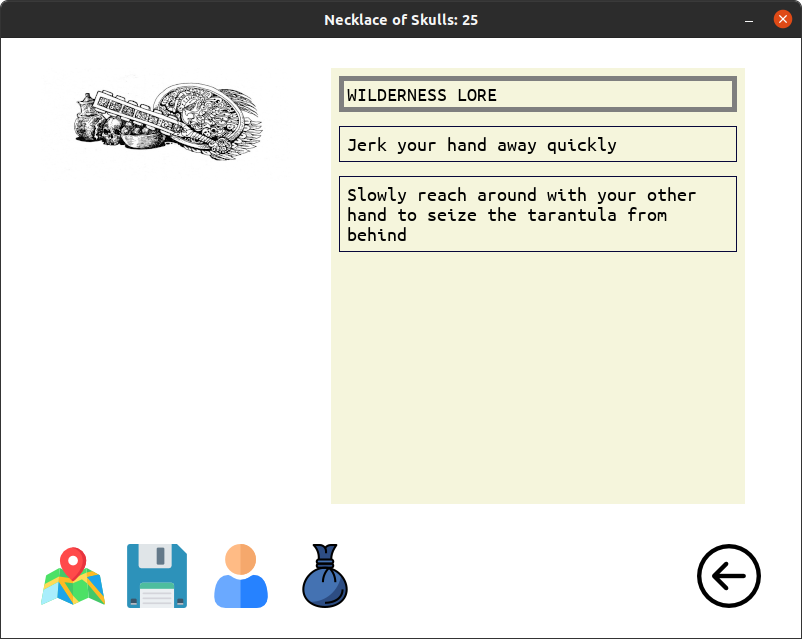 Necklace of Skulls: 25
WILDERNESS LORE
Jerk your hand away quickly
Slowly reach around with your other
hand to seize the tarantula from
behind